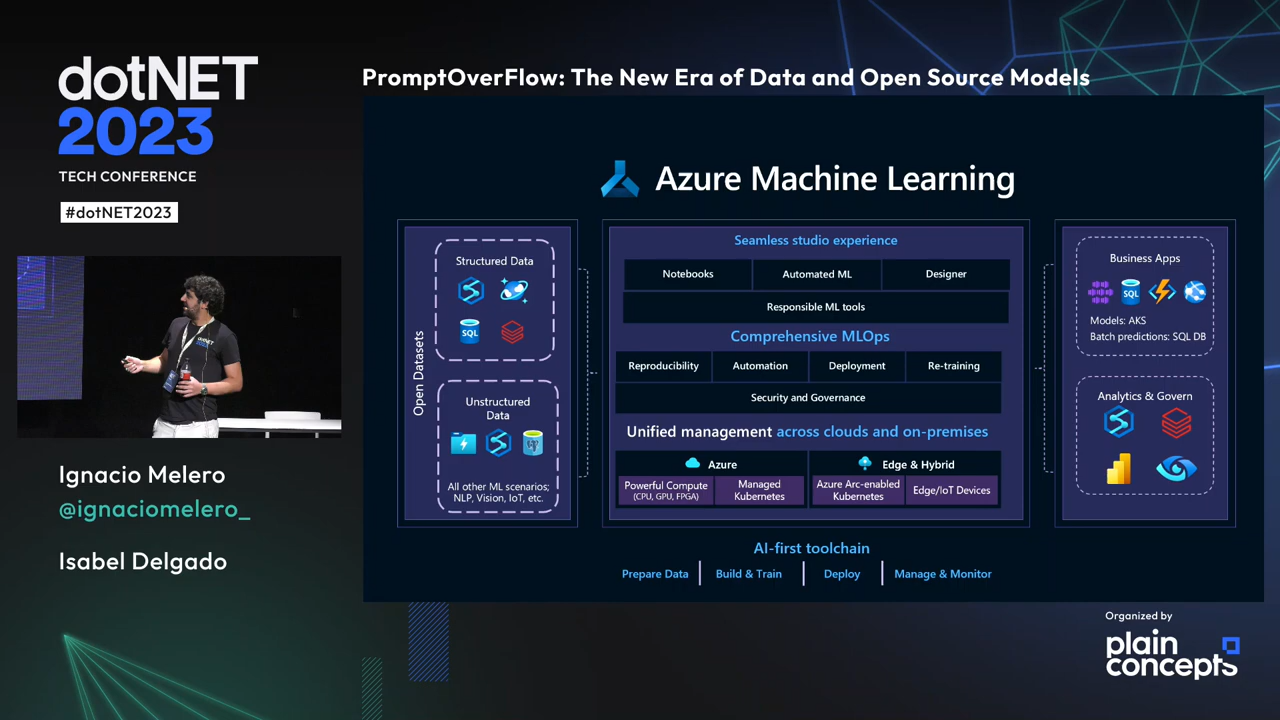 dotNET
2023
TECH CONFERENCE
#dotNET2023
Ignacio Melero
@ignaciomelero_
Isabel Delgado
PromptOverFlow: The New Era of Data and Open Source Models
Azure Machine Learning
Open Datasets
Structured Data
SQL
Unstructured
Data
All other ML scenarios;
NLP, Vision, IoT, etc.
Seamless studio experience
Notebooks
Automated ML
Designer
Responsible ML tools
Comprehensive MLOps
Reproducibility
Automation
Deployment
Re-training
Security and Governance
Unified management across clouds and on-premises
Azure
Edge & Hybrid
Powerful Compute
(CPU, GPU, FPGA)
Managed
Kubernetes
Azure Arc-enabled
Kubernetes
Edge/IoT Devices
Business Apps
SQL
Models: AKS
Batch predictions: SQL DB
Analytics & Govern
AI-first toolchain
Prepare Data
Build & Train
Deploy
Manage & Monitor
Organized by
plain
concepts